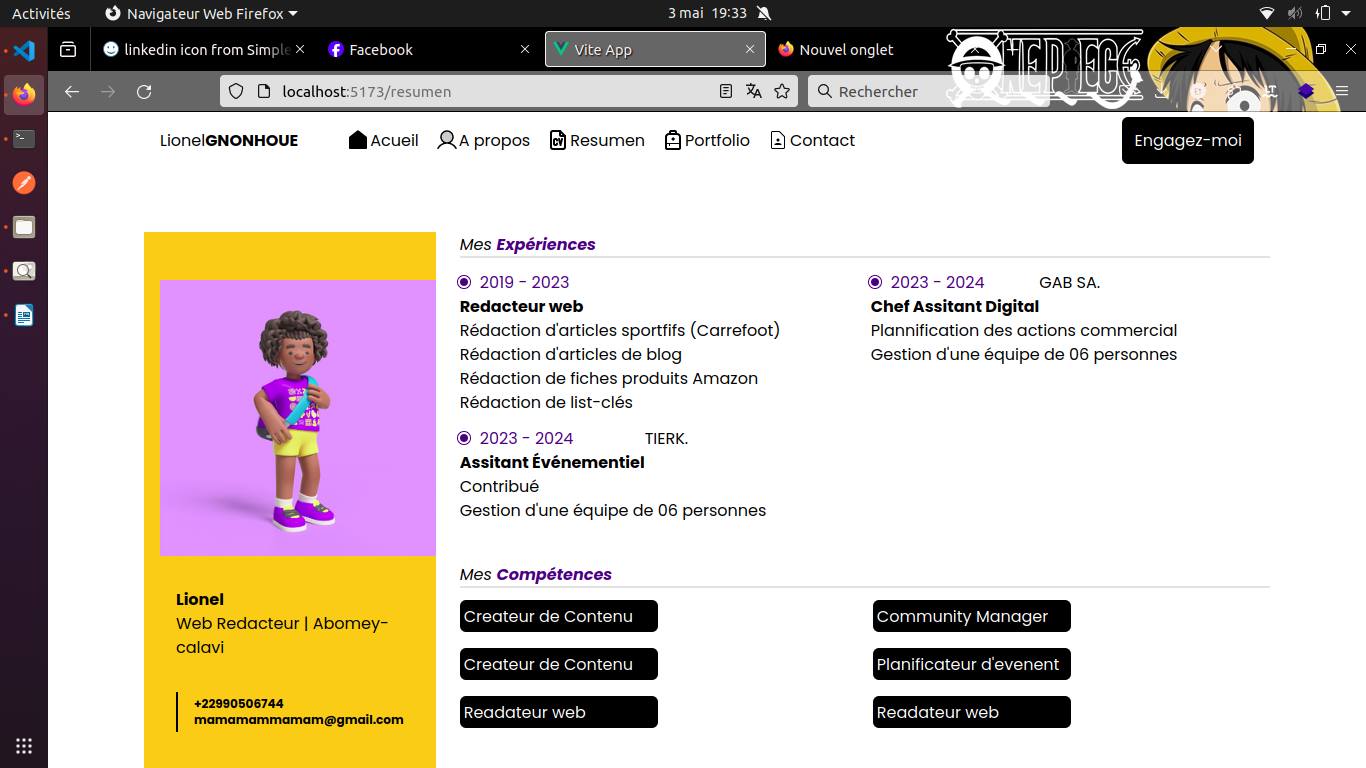 Activités
Navigateur Web Firefox
3 mai 19:33
linkedin icon from Simple
Facebook
Vite App
Nouvel onglet
localhost:5173/resumen
Rechercher
ONE PIECE
LionelGNONHOUE
Acueil
A propos
CV
Resumen
Portfolio
Contact
Engagez-moi
Mes Expériences
2019 - 2023
Redacteur web
Rédaction d'articles sportfifs (Carrefoot)
Rédaction d'articles de blog
Rédaction de fiches produits Amazon
Rédaction de list-clés
2023 - 2024 GAB SA.
Chef Assitant Digital
Plannification des actions commercial
Gestion d'une équipe de 06 personnes
2023 - 2024 TIERK.
Assitant Événementiel
Contribué
Gestion d'une équipe de 06 personnes
Mes Compétences
Createur de Contenu
Community Manager
Createur de Contenu
Planificateur d'evenent
Readateur web
Readateur web
Lionel
Web Redacteur | Abomey-
calavi
+22990506744
mamamammamam@gmail.com